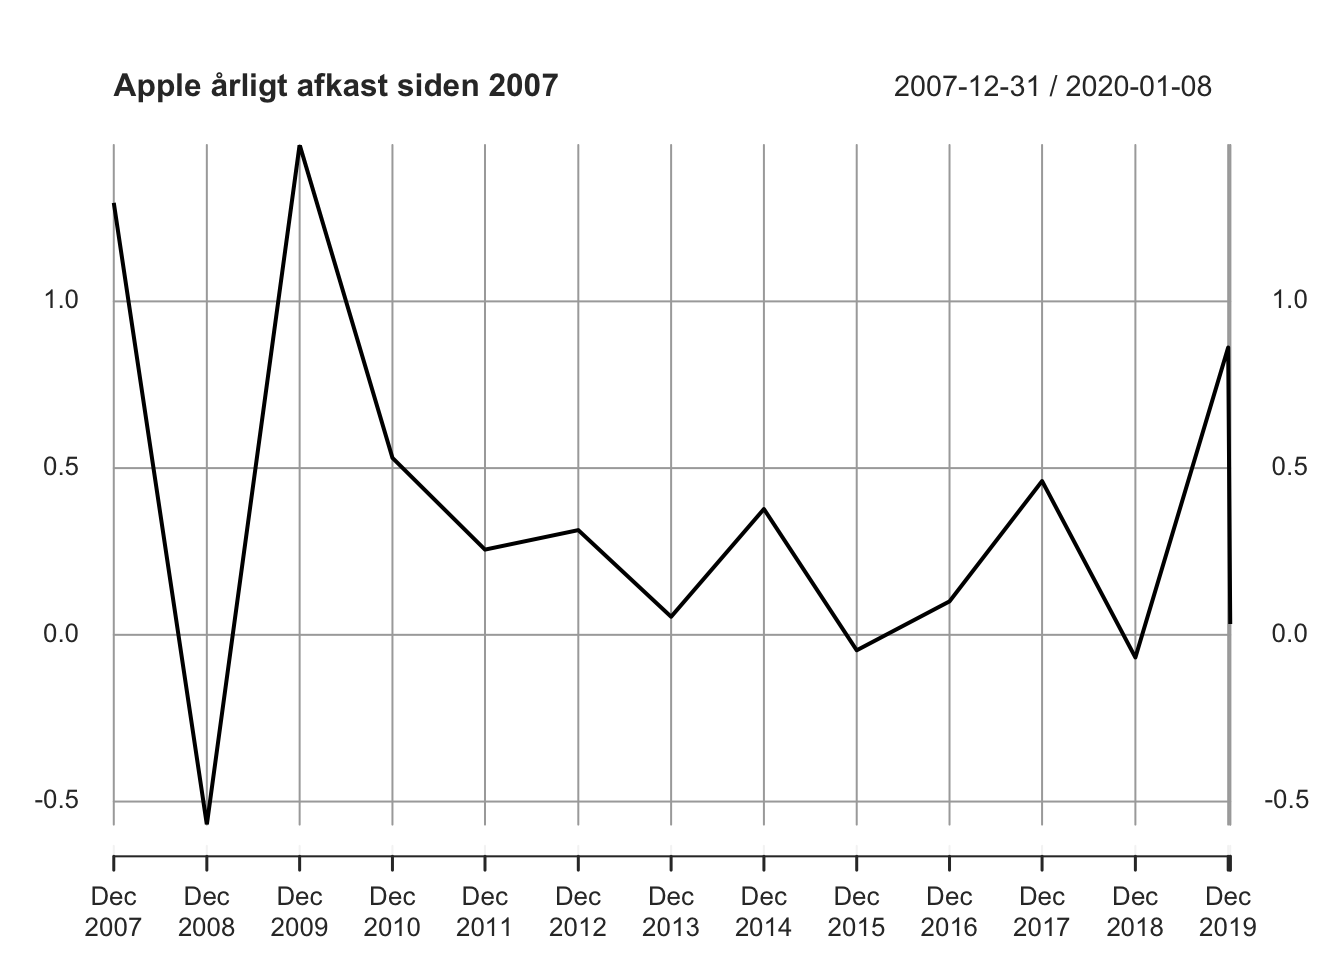 Apple årligt afkast siden 2007 2007-12-31 / 2020-01-08
1.0 1.0
0.5 0.5
0.0 0.0
-0.5 -0.5
Dec Dec Dec Dec Dec Dec Dec Dec Dec Dec Dec Dec Dec
2007 2008 2009 2010 2011 2012 2013 2014 2015 2016 2017 2018 2019